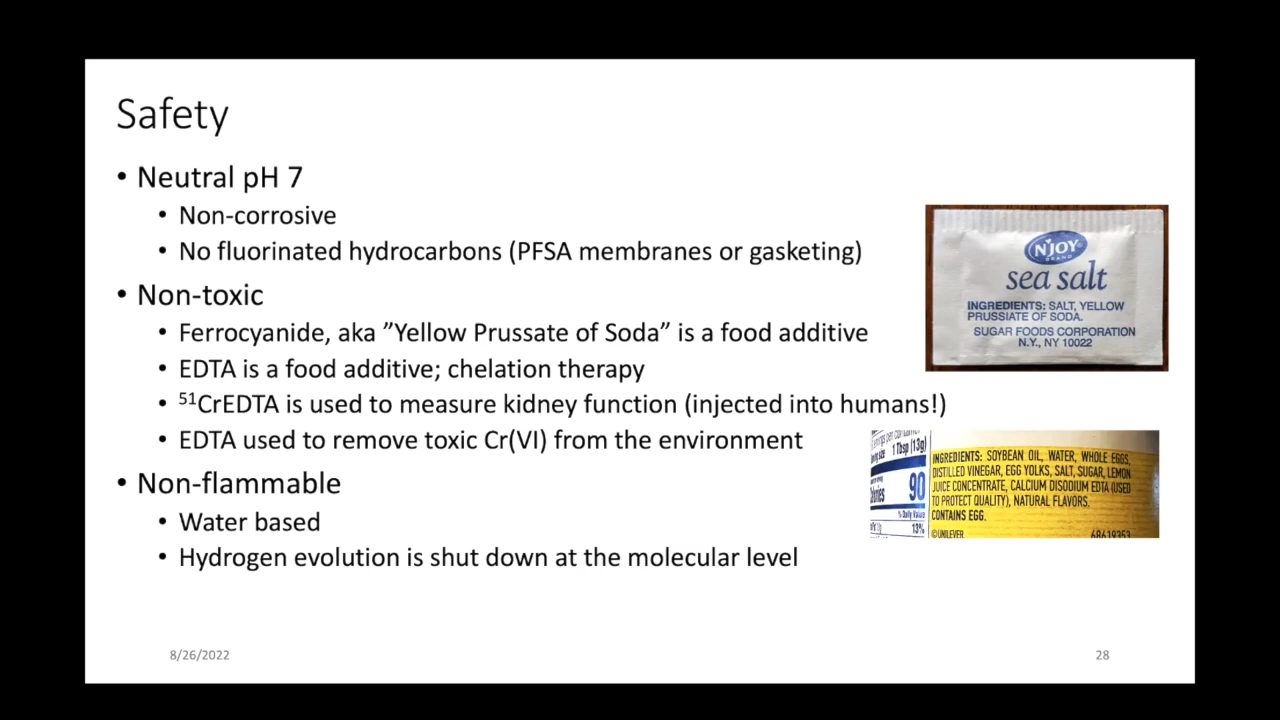 Safety
• Neutral pH 7
• Non-corrosive
• No fluorinated hydrocarbons (PFSA membranes or gasketing)
• Non-toxic
• Ferrocyanide, aka ”Yellow Prussate of Soda” is a food additive
• EDTA is a food additive; chelation therapy
• ⁵¹CrEDTA is used to measure kidney function (injected into humans!)
• EDTA used to remove toxic Cr(VI) from the environment
• Non-flammable
• Water based
• Hydrogen evolution is shut down at the molecular level
N'JOY
BRAND
sea salt
INGREDIENTS: SALT, YELLOW
PRUSSIATE OF SODA.
SUGAR FOODS CORPORATION
N.Y., NY 10022
1 Tbsp (13g)
Calories 90
% Daily Value
13%
INGREDIENTS: SOYBEAN OIL, WATER, WHOLE EGGS,
DISTILLED VINEGAR, EGG YOLKS, SALT, SUGAR, LEMON
JUICE CONCENTRATE, CALCIUM DISODIUM EDTA (USED
TO PROTECT QUALITY), NATURAL FLAVORS.
CONTAINS EGG.
©UNILEVER 68619353
8/26/2022
28